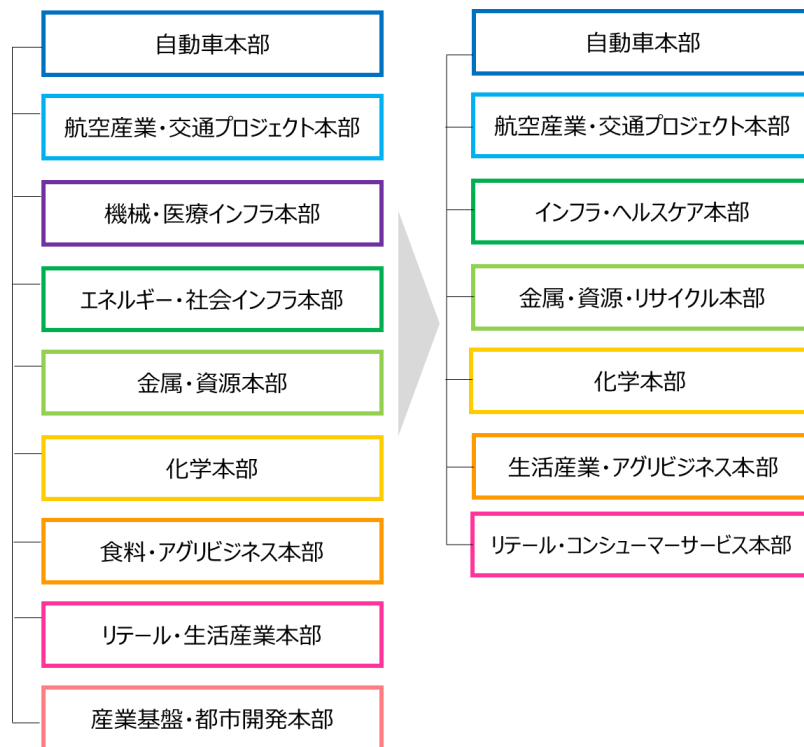 自動車本部
航空産業・交通プロジェクト本部
機械・医療インフラ本部
エネルギー・社会インフラ本部
金属・資源本部
化学本部
食料・アグリビジネス本部
リテール・生活産業本部
産業基盤・都市開発本部
自動車本部
航空産業・交通プロジェクト本部
インフラ・ヘルスケア本部
金属・資源・リサイクル本部
化学本部
生活産業・アグリビジネス本部
リテール・コンシューマーサービス本部